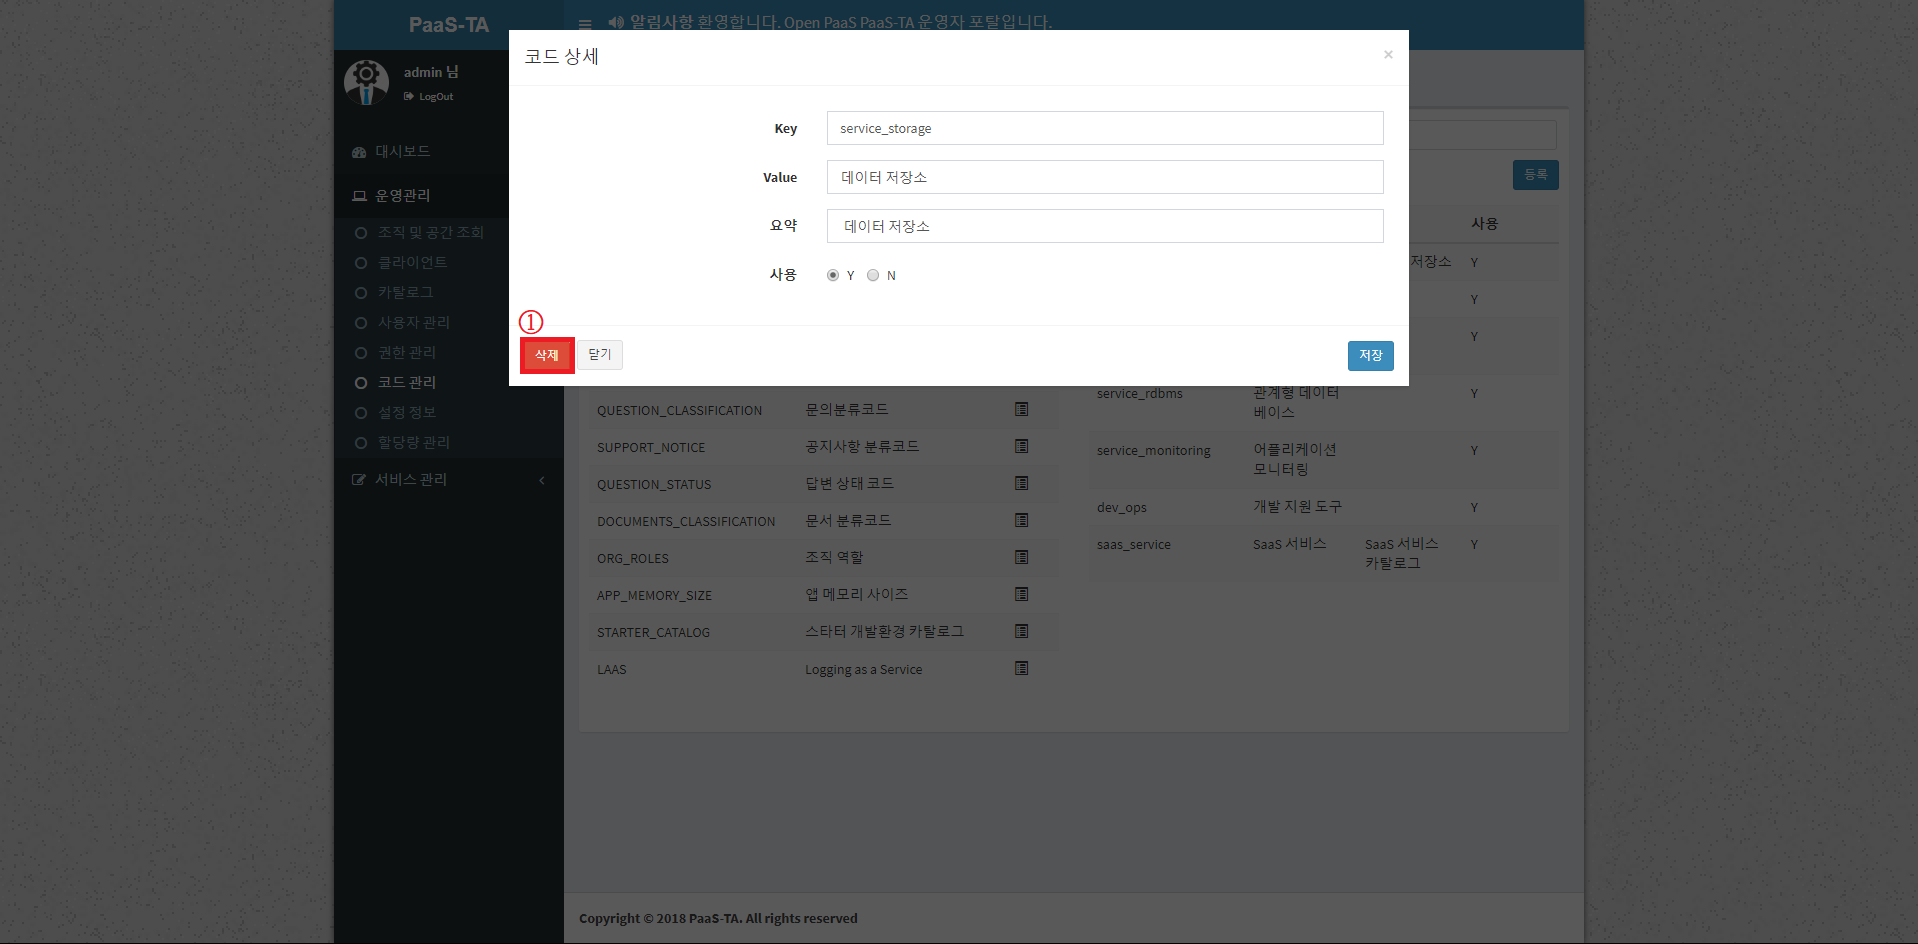 PaaS-TA
알림사항 환영합니다. Open PaaS PaaS-TA 운영자 포탈입니다.
admin 님
LogOut
대시보드
운영관리
조직 및 공간 조회
클라이언트
카탈로그
사용자 관리
권한 관리
코드 관리
설정 정보
할당량 관리
서비스 관리
코드 상세
×
Key service_storage
Value 데이터 저장소
요약 데이터 저장소
사용 Y N
①
삭제 닫기 저장
등록
사용
저장소 Y
Y
Y
QUESTION_CLASSIFICATION 문의분류코드
SUPPORT_NOTICE 공지사항 분류코드
QUESTION_STATUS 답변 상태 코드
DOCUMENTS_CLASSIFICATION 문서 분류코드
ORG_ROLES 조직 역할
APP_MEMORY_SIZE 앱 메모리 사이즈
STARTER_CATALOG 스타터 개발환경 카탈로그
LAAS Logging as a Service
service_rdbms 관계형 데이터 Y
베이스
service_monitoring 어플리케이션 Y
모니터링
dev_ops 개발 지원 도구 Y
saas_service SaaS 서비스 SaaS 서비스 Y
카탈로그
Copyright © 2018 PaaS-TA. All rights reserved